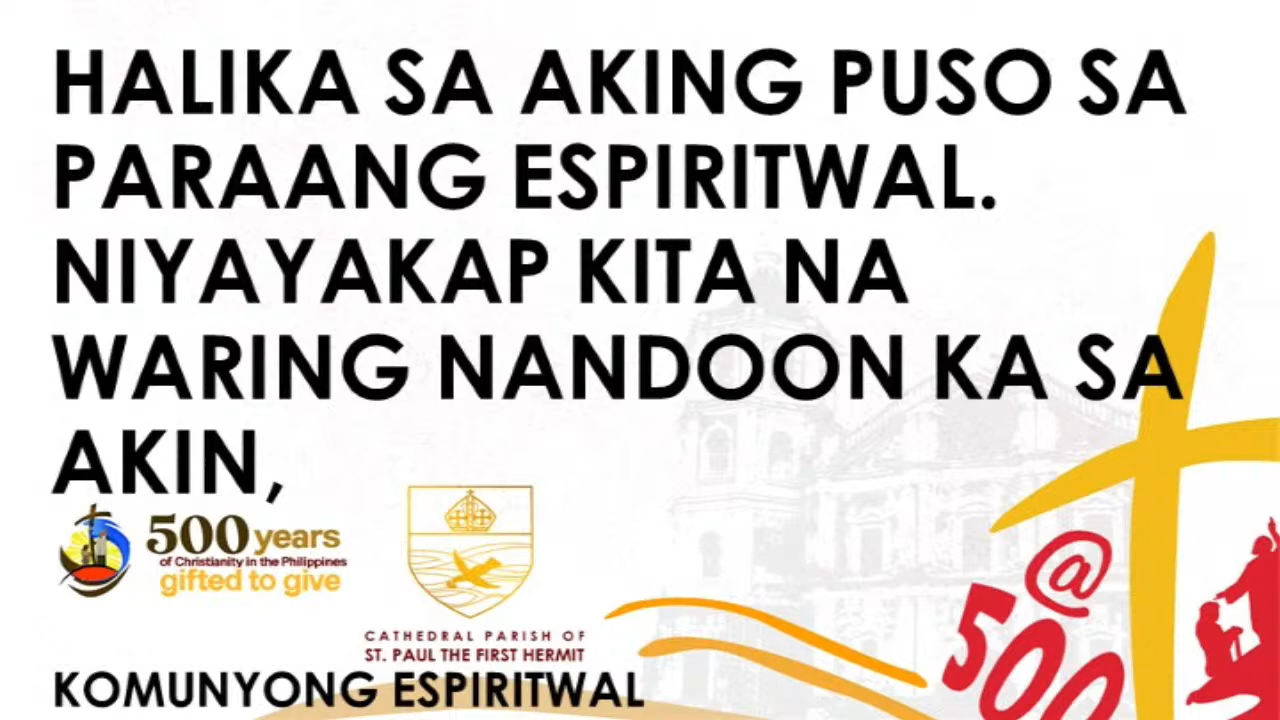 HALIKA SA AKING PUSO SA
PARAANG ESPIRITWAL.
NIYAYAKAP KITA NA
WARING NANDOON KA SA
AKIN,
500 years
of Christianity in the Philippines
gifted to give
CATHEDRAL PARISH OF
ST. PAUL THE FIRST HERMIT
@
500
KOMUNYONG ESPIRITWAL